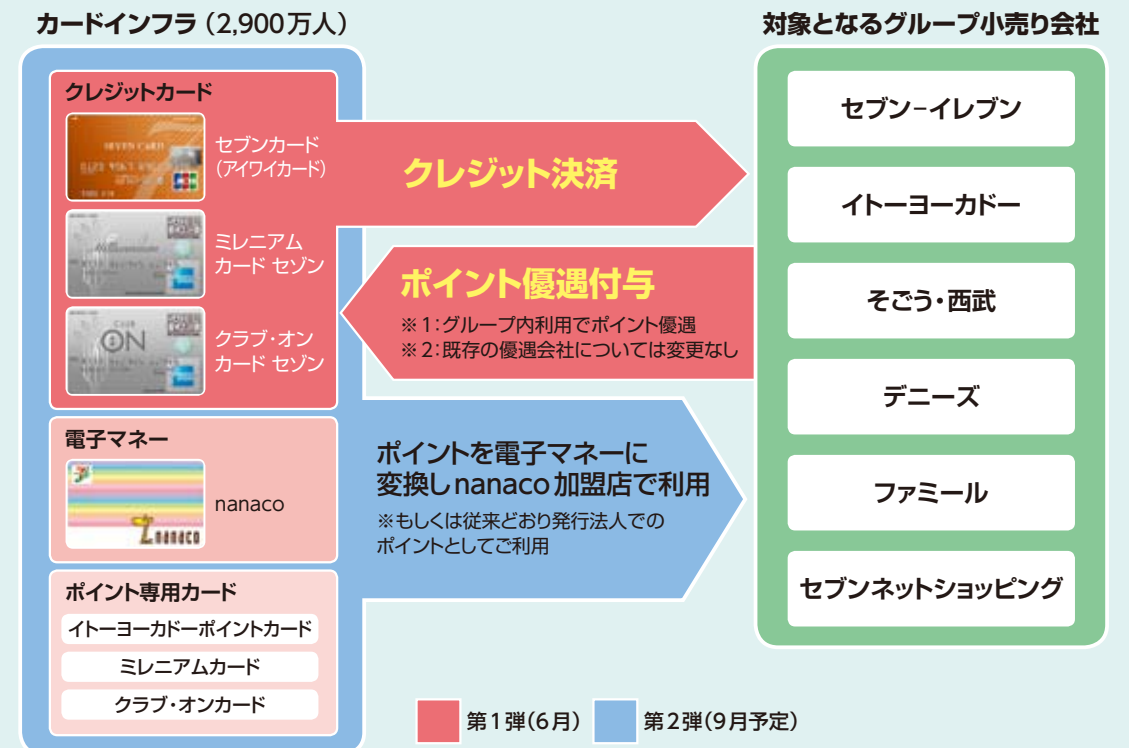 カードインフラ（2,900万人）
クレジットカード
セブンカード
（アイワイカード）
ミレニアム
カード セゾン
クラブ・オン
カード セゾン
電子マネー
nanaco
nanaco
ポイント専用カード
イトーヨーカドーポイントカード
ミレニアムカード
クラブ・オンカード
クレジット決済
ポイント優遇付与
※1：グループ内利用でポイント優遇
※2：既存の優遇会社については変更なし
ポイントを電子マネーに
変換しnanaco加盟店で利用
※もしくは従来どおり発行法人での
ポイントとしてご利用
対象となるグループ小売り会社
セブン-イレブン
イトーヨーカドー
そごう・西武
デニーズ
ファミール
セブンネットショッピング
第1弾（6月）
第2弾（9月予定）